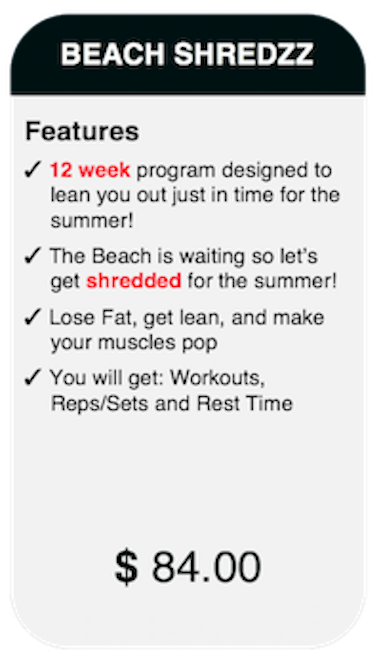 BEACH SHREDZZ
Features
✓ 12 week program designed to
lean you out just in time for the
summer!
✓ The Beach is waiting so let's
get shredded for the summer!
✓ Lose Fat, get lean, and make
your muscles pop
✓ You will get: Workouts,
Reps/Sets and Rest Time
$ 84.00